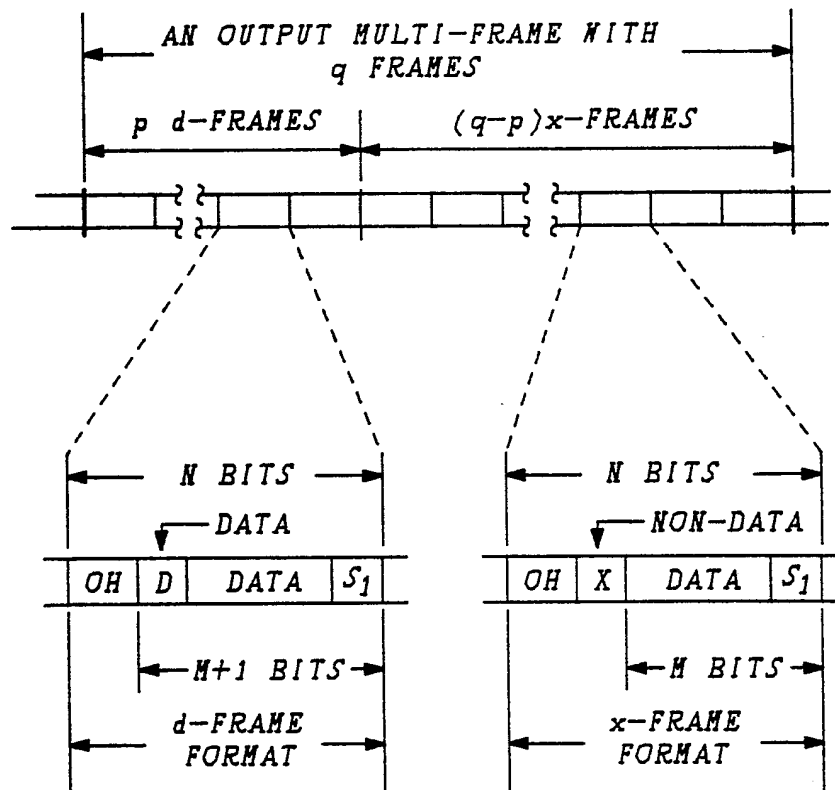 AN OUTPUT MULTI-FRAME WITH
q FRAMES
p d-FRAMES
(q-p)x-FRAMES
N BITS
N BITS
DATA
NON-DATA
OH D DATA S1
OH X DATA S1
M+1 BITS
M BITS
d-FRAME
FORMAT
x-FRAME
FORMAT